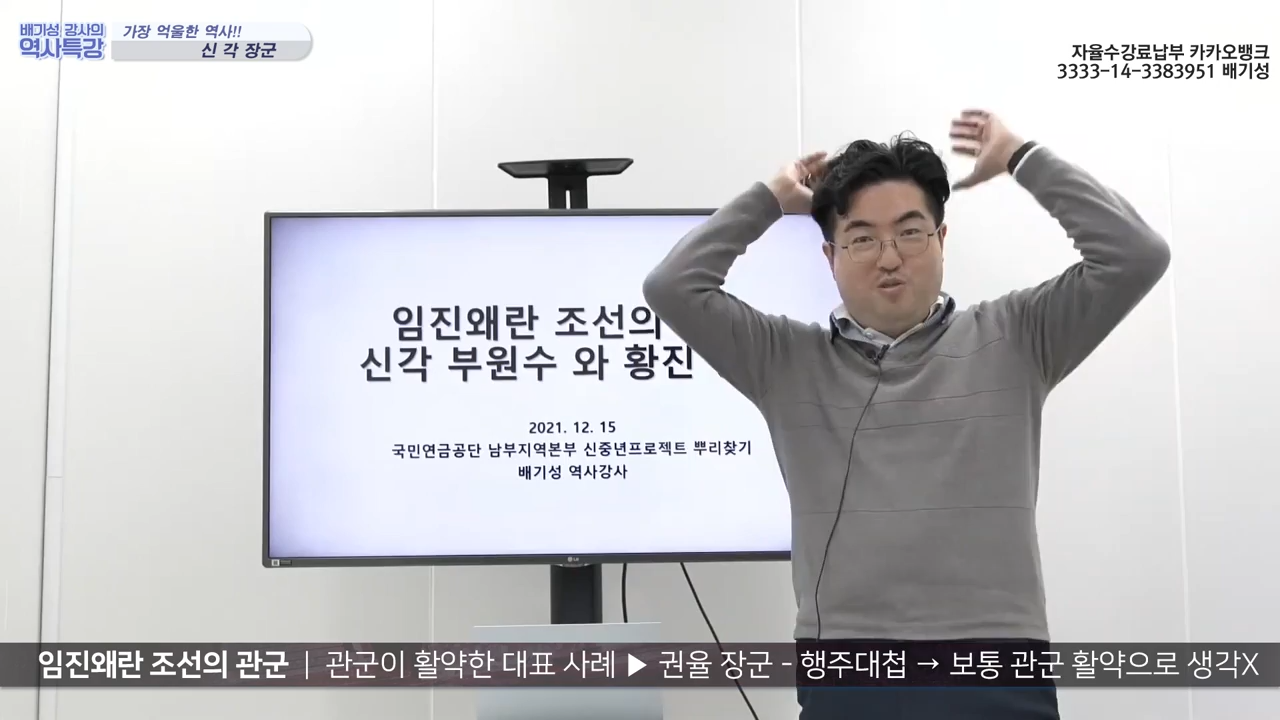 배기성 강사의
역사특강
가장 억울한 역사!!
신 각 장군
자율수강료납부 카카오뱅크
3333-14-3383951 배기성
임진왜란 조선의
신각 부원수 와 황진
2021. 12. 15
국민연금공단 남부지역본부 신중년프로젝트 뿌리찾기
배기성 역사강사
LG
임진왜란 조선의 관군 | 관군이 활약한 대표 사례 ▶ 권율 장군 - 행주대첩 → 보통 관군 활약으로 생각X